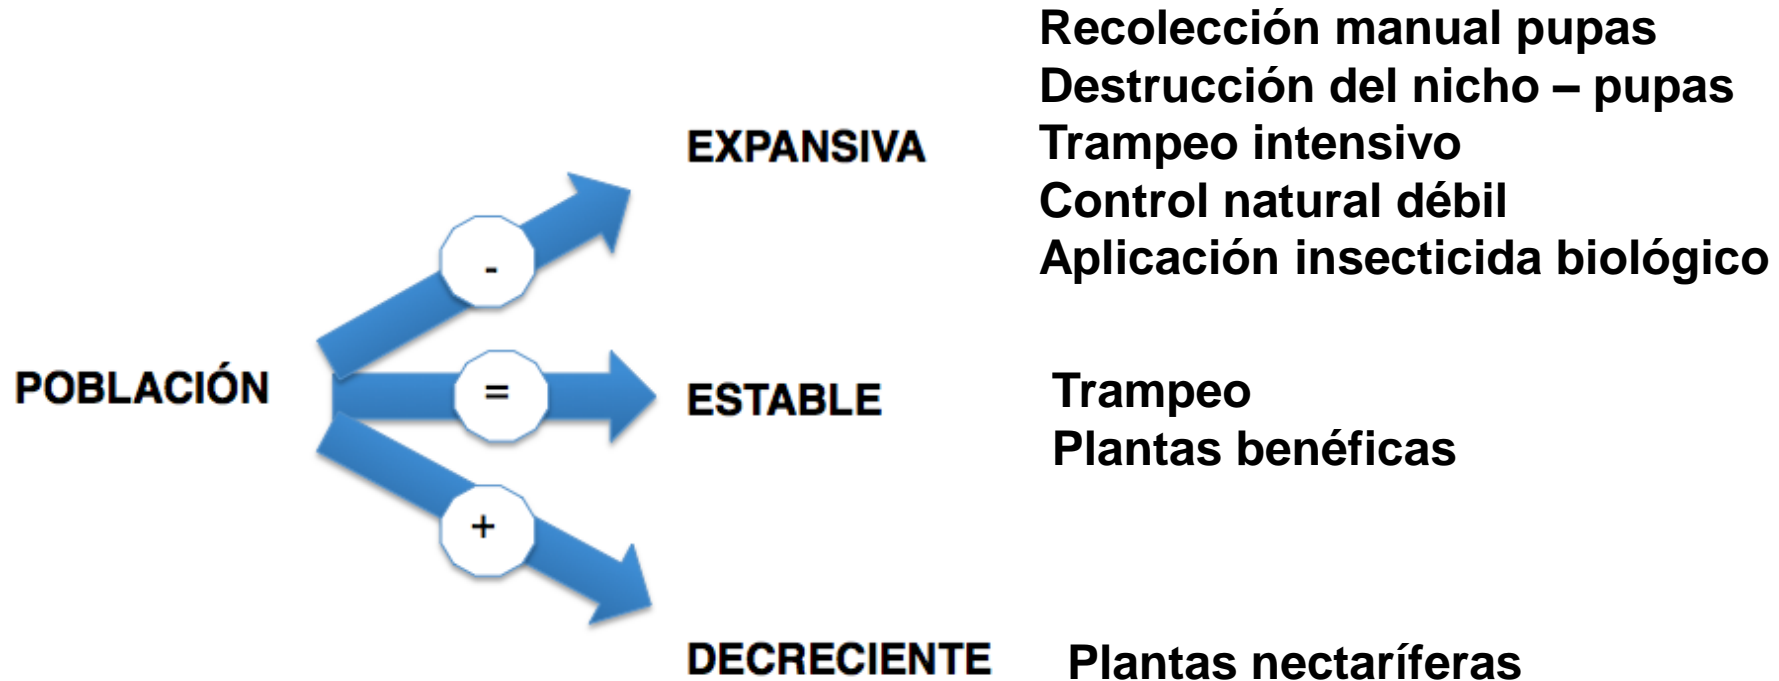 POBLACIÓN
-
EXPANSIVA
Recolección manual pupas
Destrucción del nicho – pupas
Trampeo intensivo
Control natural débil
Aplicación insecticida biológico
=
ESTABLE
Trampeo
Plantas benéficas
+
DECRECIENTE
Plantas nectaríferas